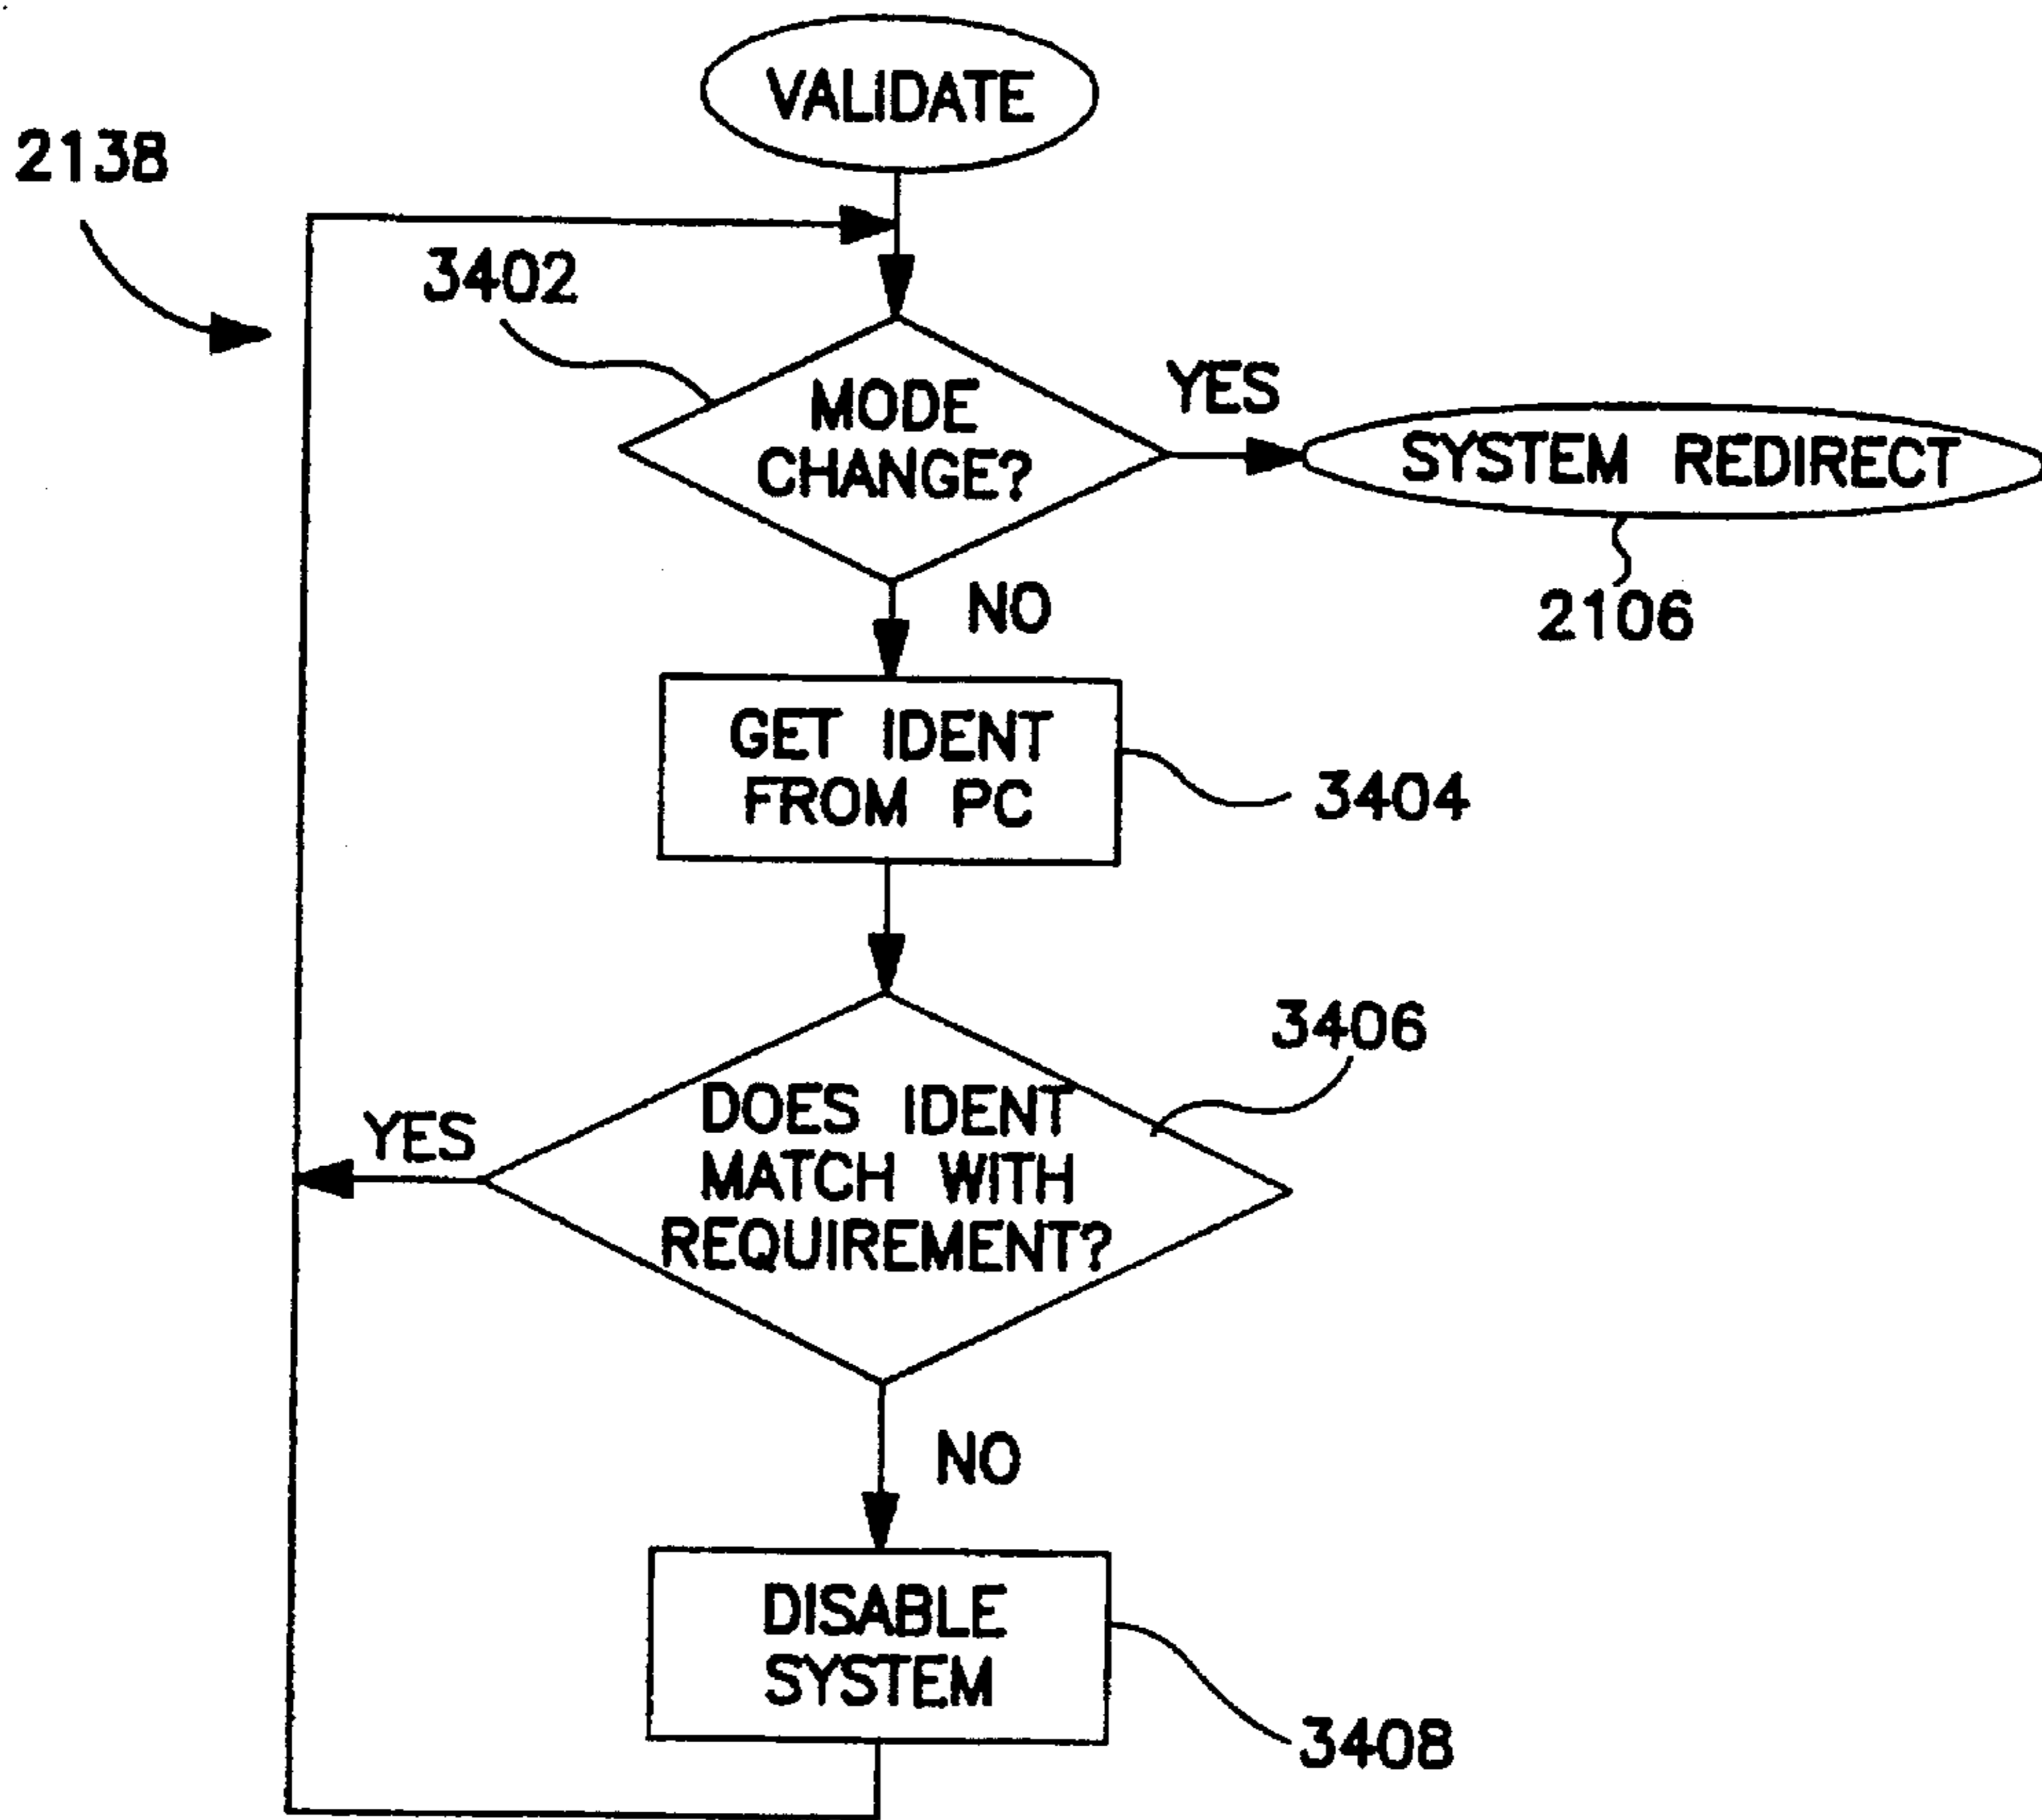 VALIDATE
2138
3402
MODE
CHANGE?
YES
SYSTEM REDIRECT
2106
NO
GET IDENT
FROM PC
3404
3406
DOES IDENT
MATCH WITH
REQUIREMENT?
YES
NO
DISABLE
SYSTEM
3408